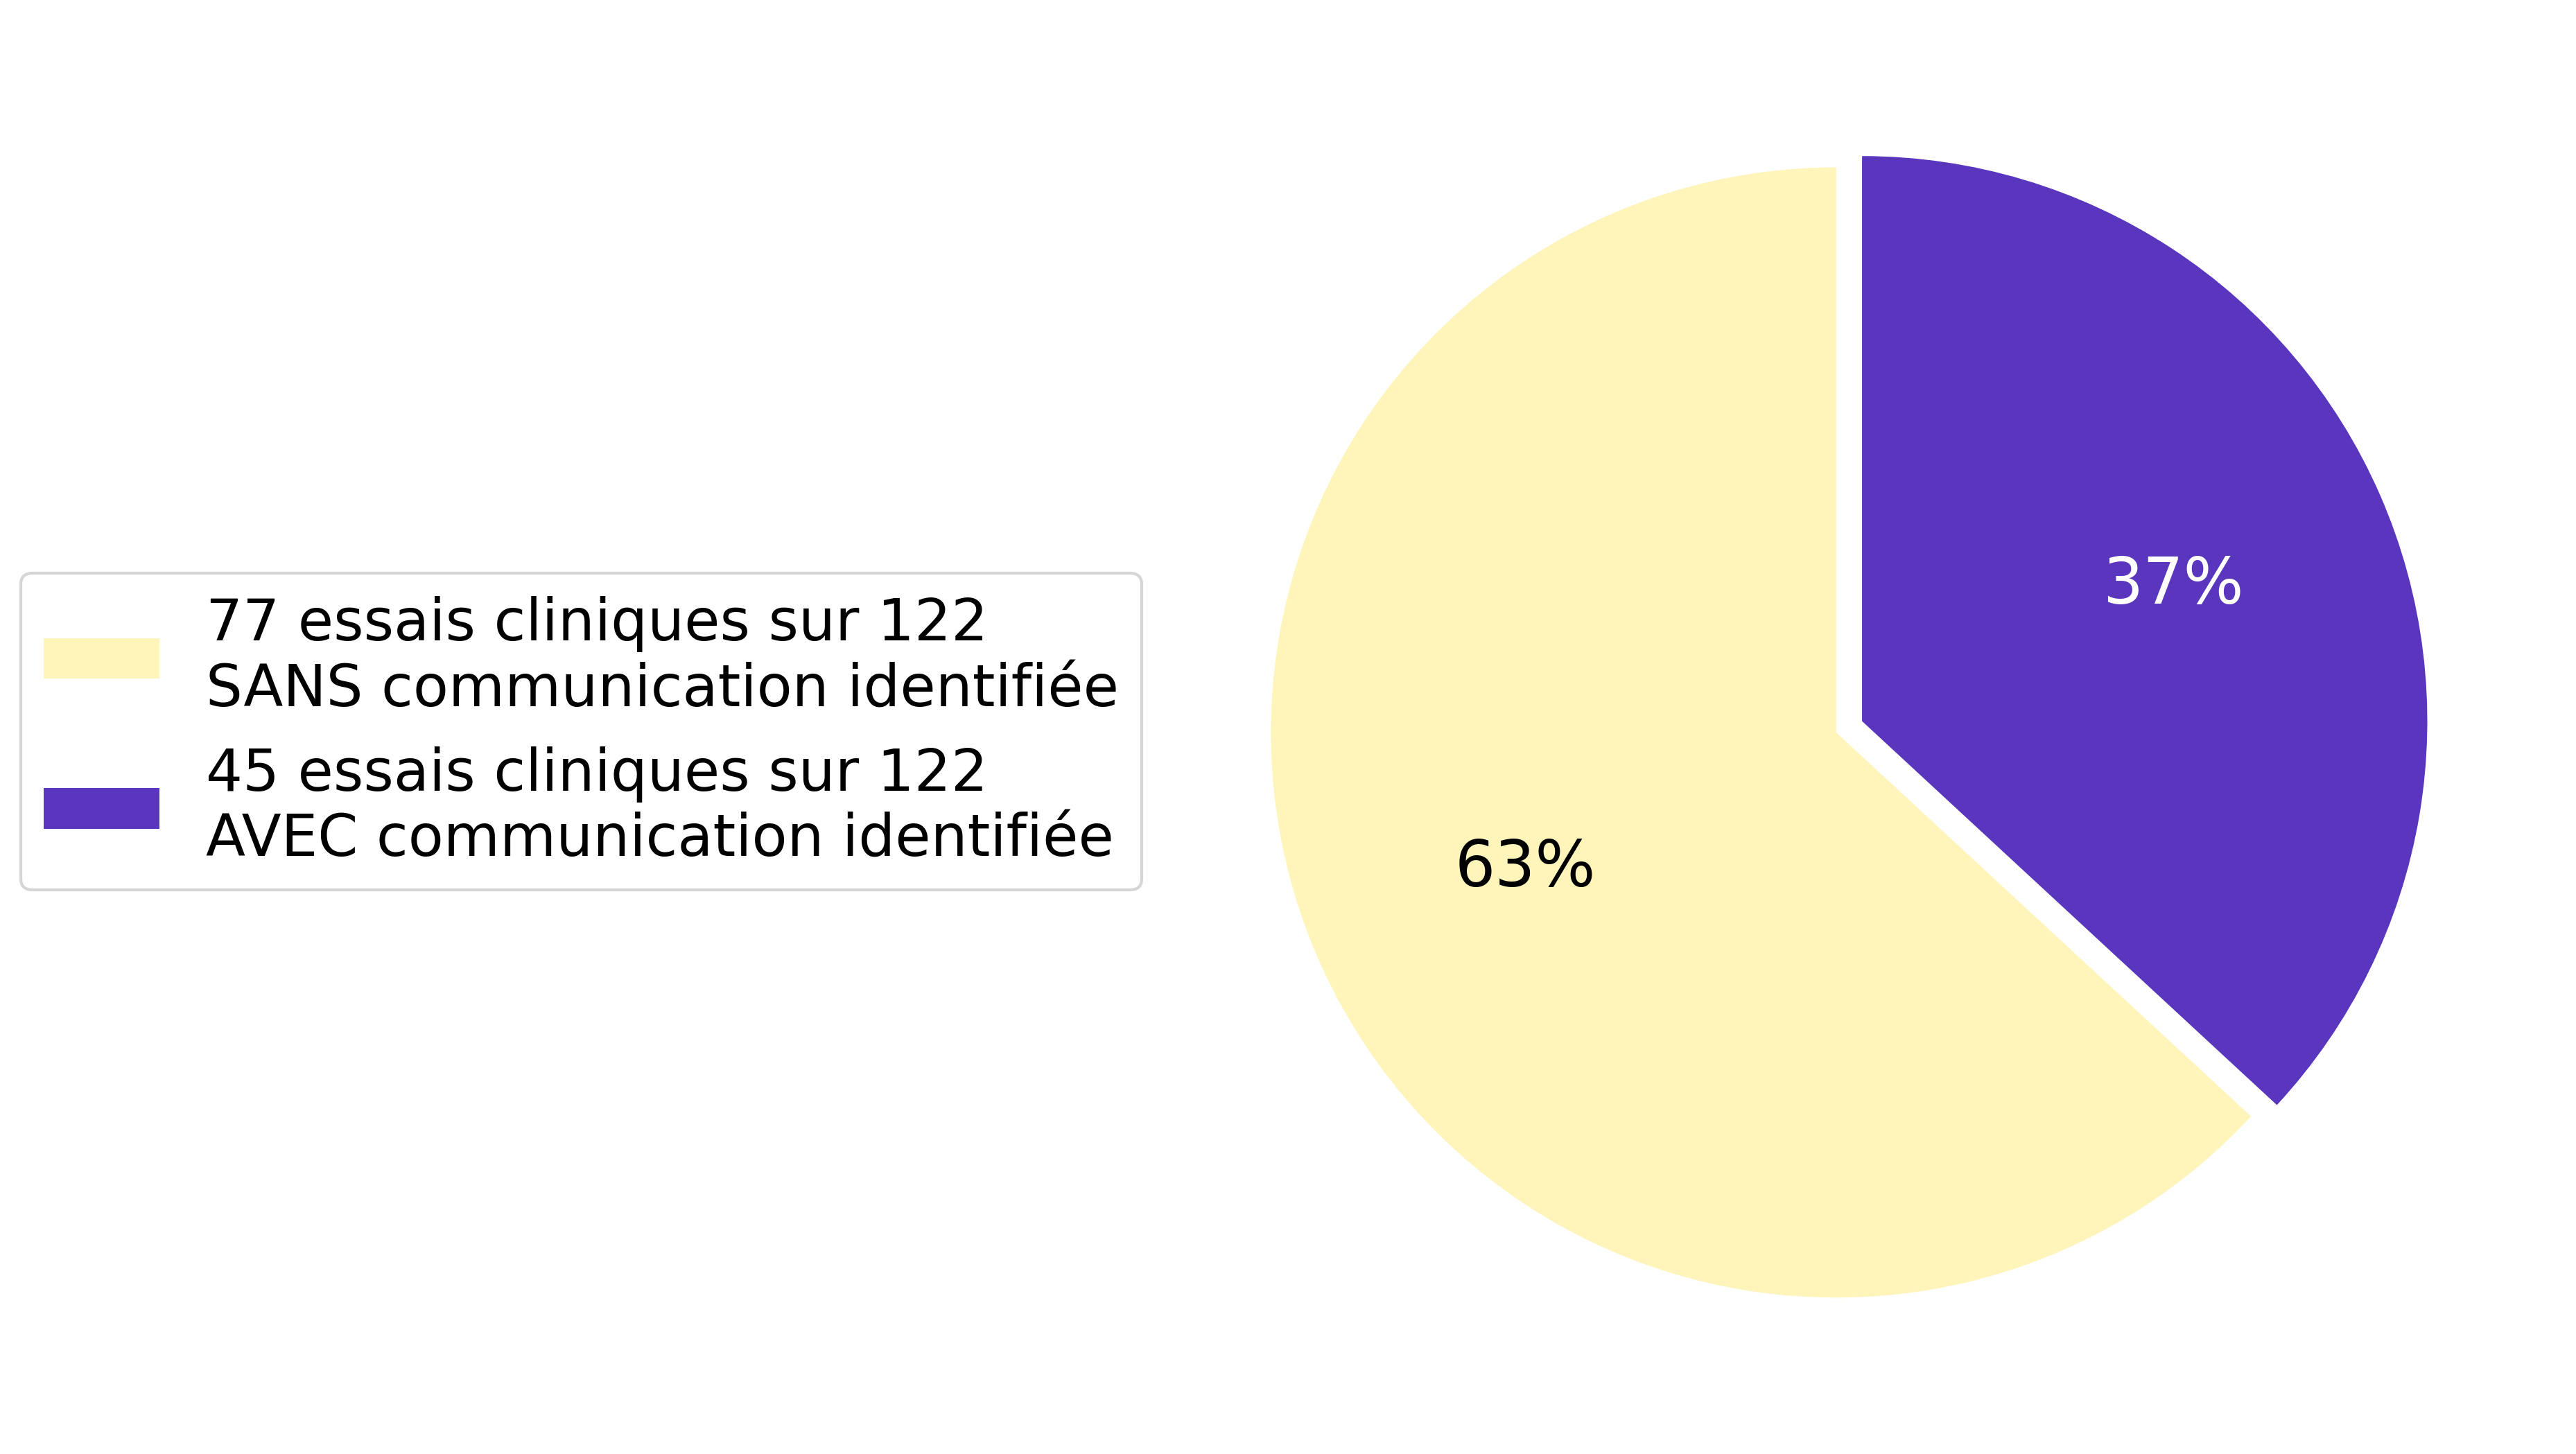 77 essais cliniques sur 122
SANS communication identifiée
45 essais cliniques sur 122
AVEC communication identifiée
37%
63%